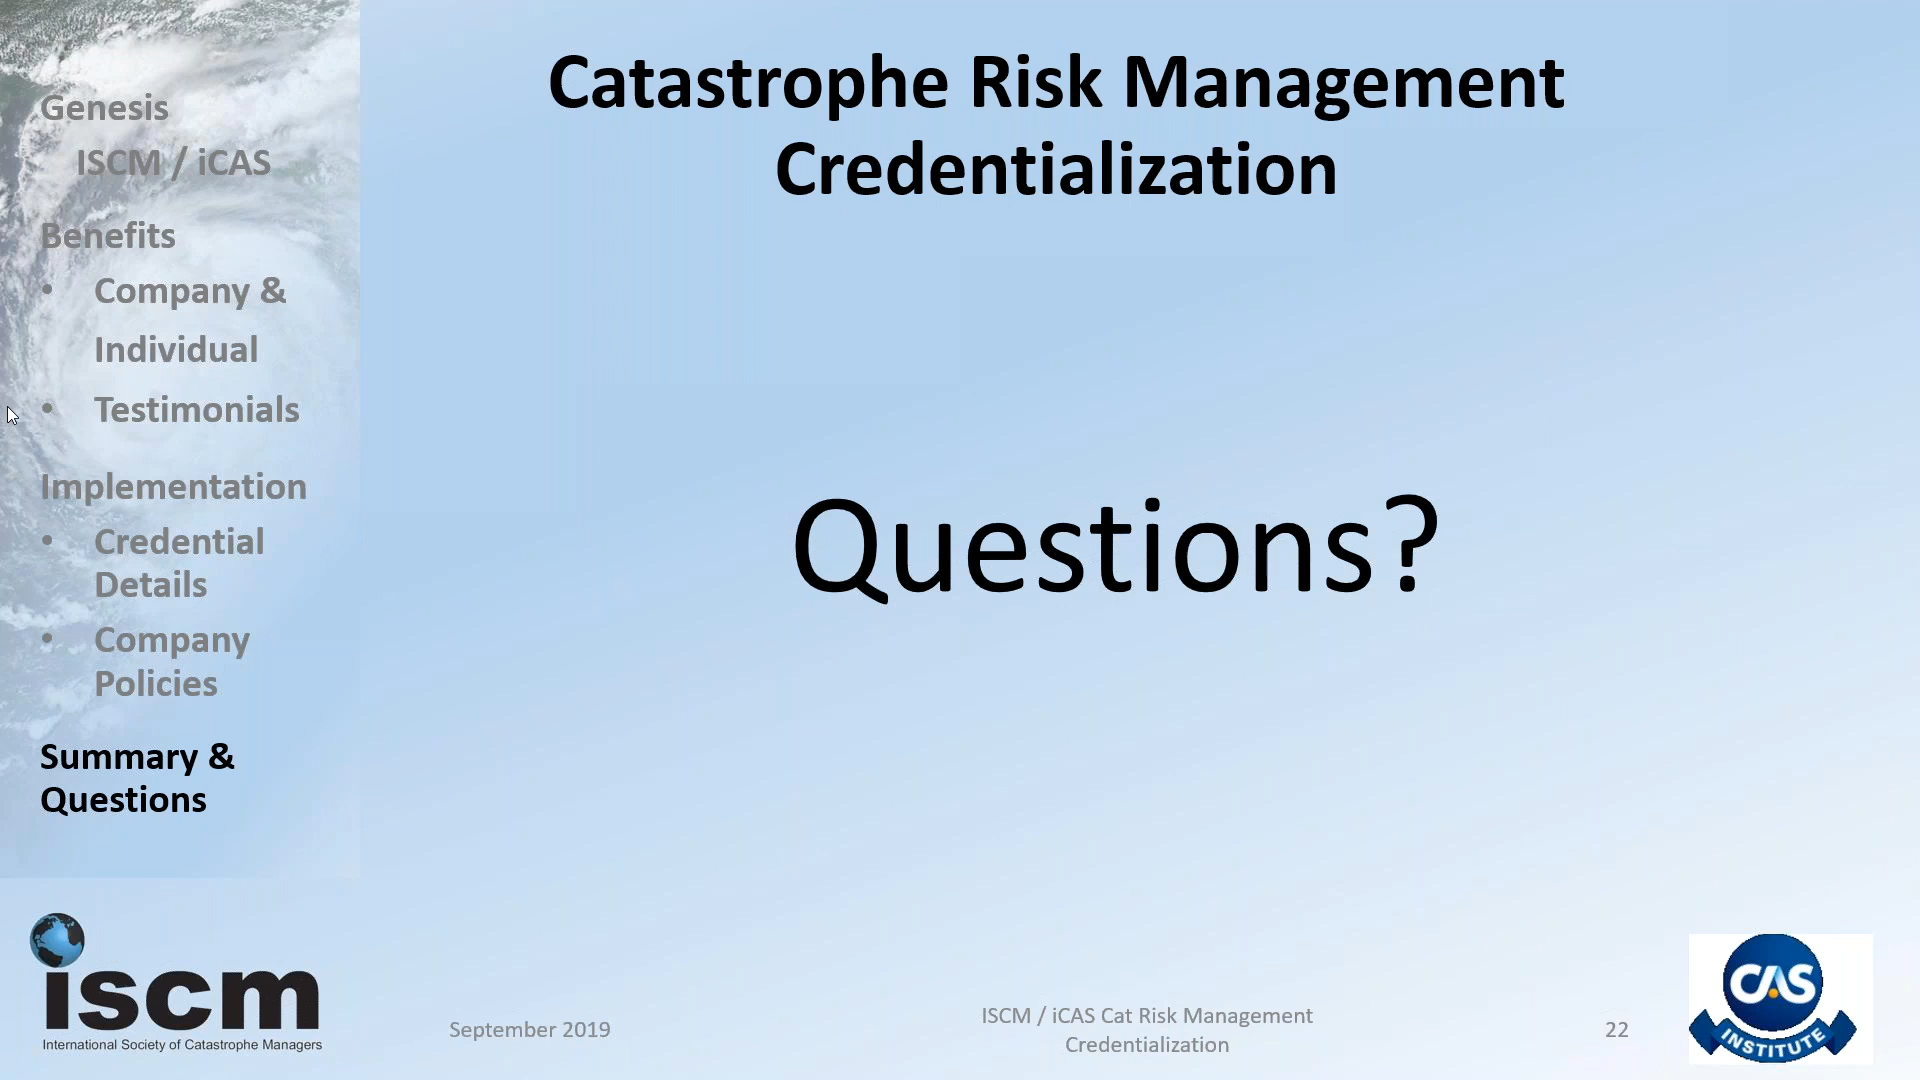 Catastrophe Risk Management
Credentialization
Genesis
ISCM / iCAS
Benefits
• Company &
Individual
• Testimonials
Implementation
• Credential
Details
• Company
Policies
Summary &
Questions
Questions?
iscm
International Society of Catastrophe Managers
September 2019
ISCM / iCAS Cat Risk Management
Credentialization
22
CAS
INSTITUTE